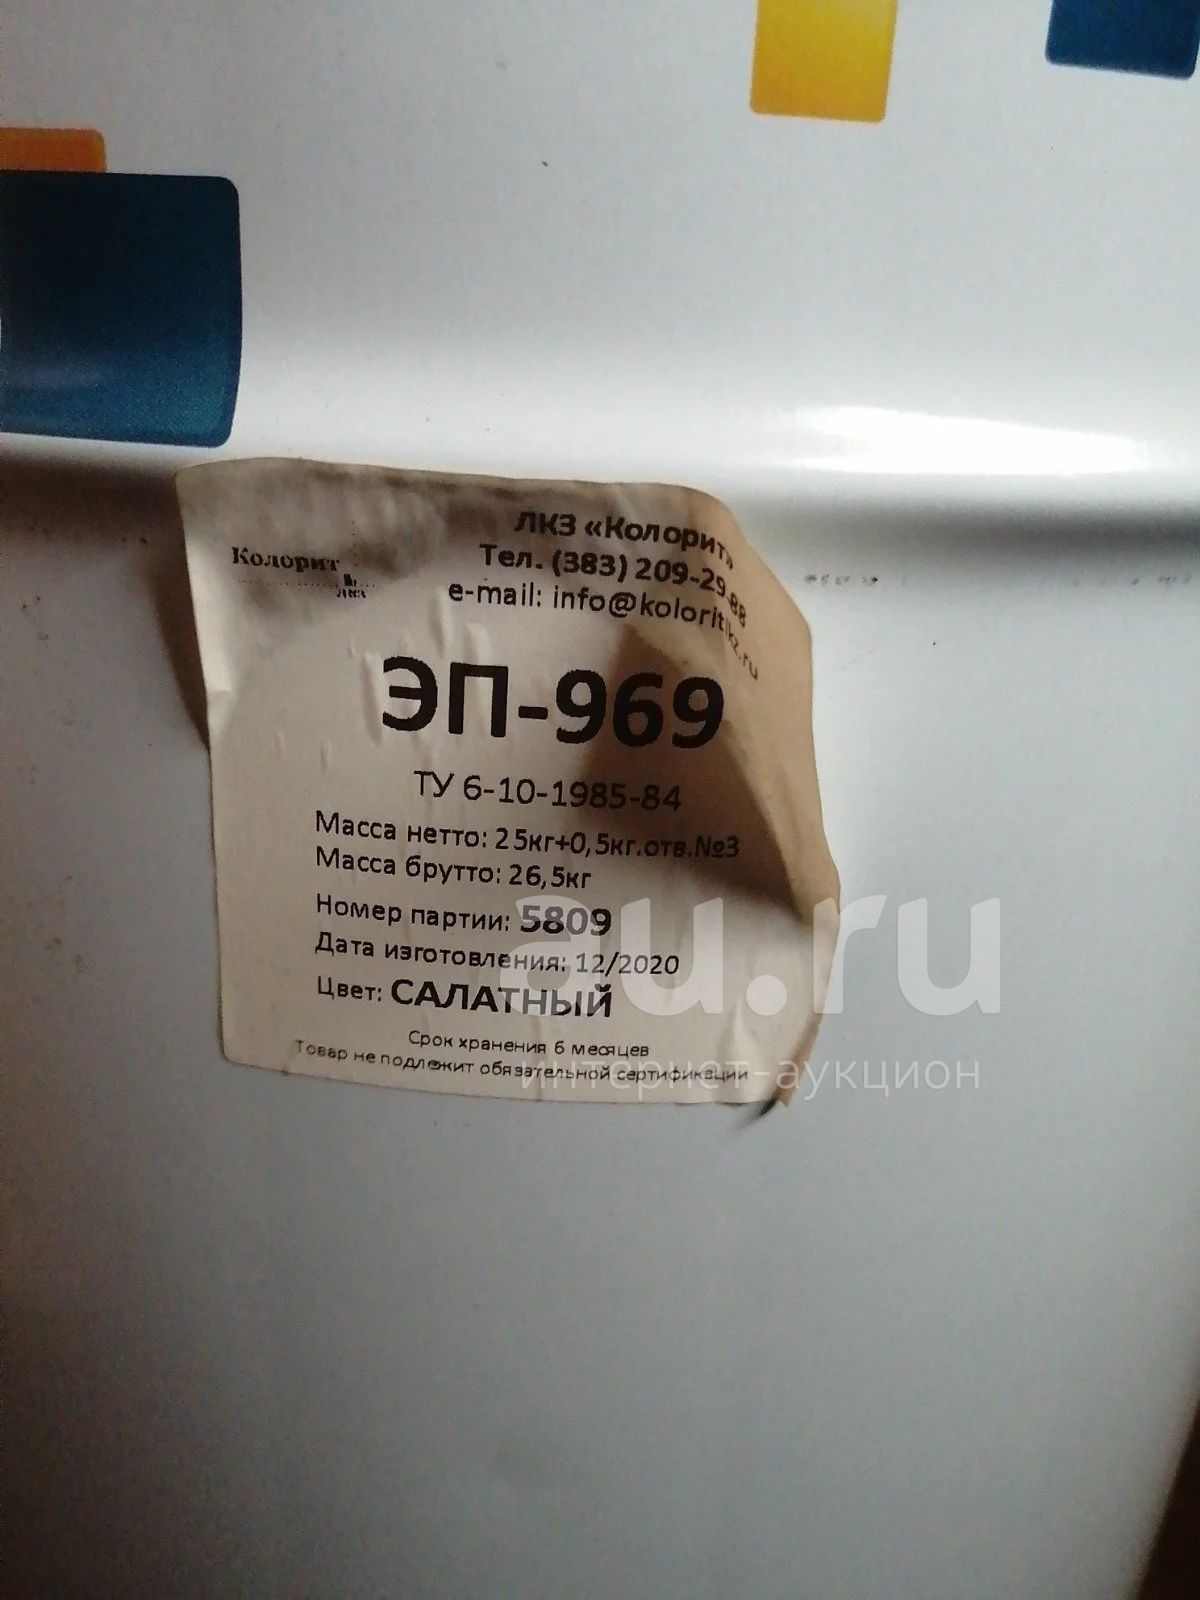 Колорит
ЛКЗ
ЛКЗ «Колорит»
Тел. (383) 209-29-88
e-mail: info@koloritlkz.ru
ЭП-969
ТУ 6-10-1985-84
Масса нетто: 25кг+0,5кг.отв.№3
Масса брутто: 26,5кг
Номер партии: 5809
Дата изготовления: 12/2020
Цвет: САЛАТНЫЙ
Срок хранения 6 месяцев
Товар не подлежит обязательной сертификации
au.ru
интернет-аукцион